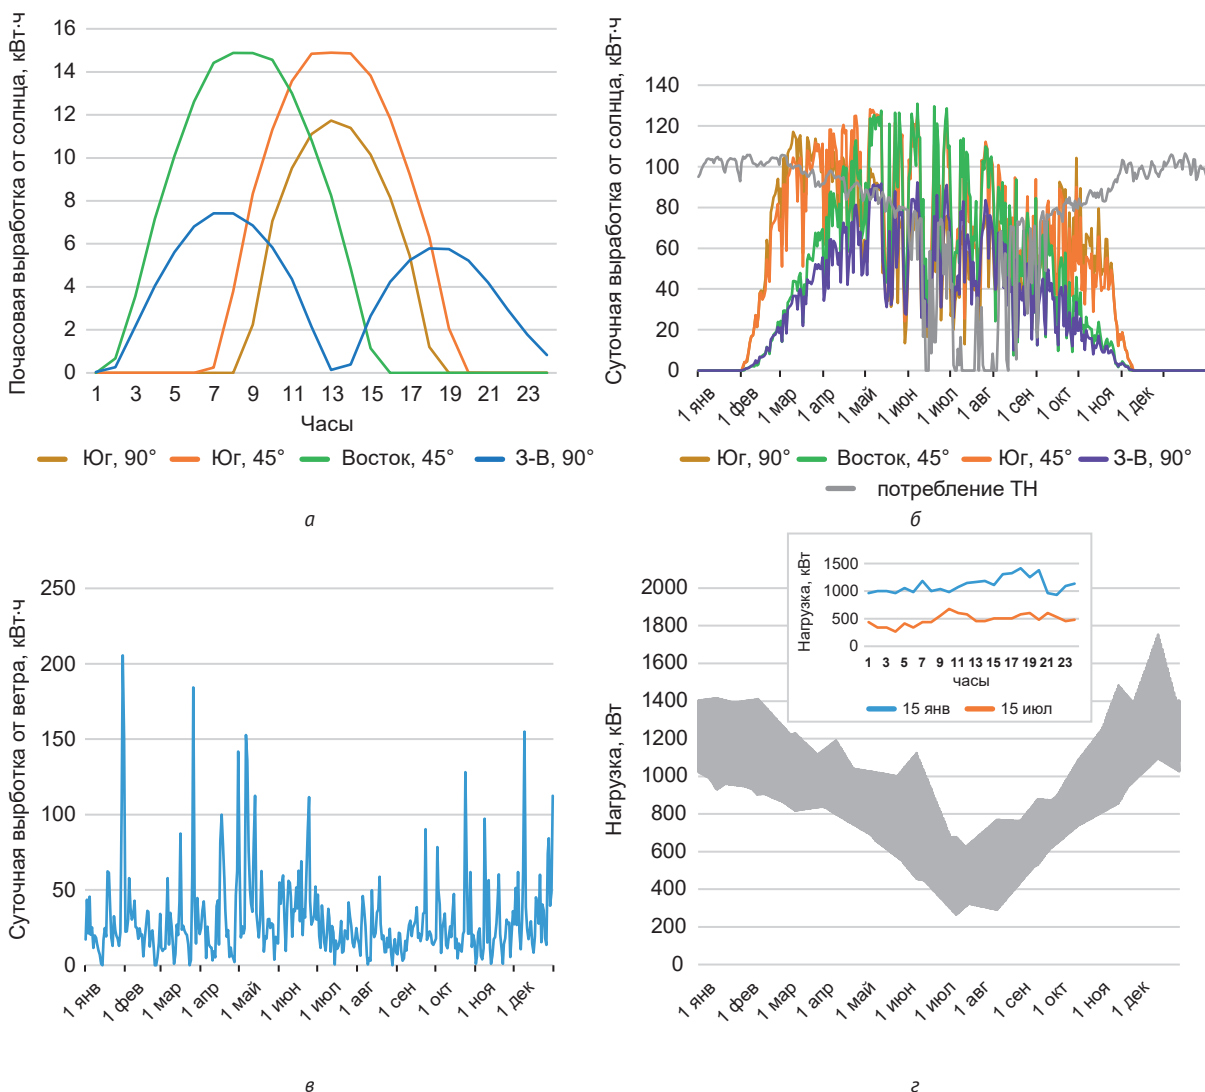 Почасовая выработка от солнца, кВт·ч
16
14
12
10
8
6
4
2
0
1 3 5 7 9 11 13 15 17 19 21 23
Часы
Юг, 90° Юг, 45° Восток, 45° З-В, 90°
а
Суточная выработка от солнца, кВт·ч
140
120
100
80
60
40
20
0
1 янв 1 фев 1 мар 1 апр 1 май 1 июн 1 июл 1 авг 1 сен 1 окт 1 ноя 1 дек
Юг, 90° Восток, 45° Юг, 45° З-В, 90°
потребление ТН
б
Суточная вырботка от ветра, кВт·ч
250
200
150
100
50
0
1 янв 1 фев 1 мар 1 апр 1 май 1 июн 1 июл 1 авг 1 сен 1 окт 1 ноя 1 дек
в
Нагрузка, кВт
2000
1800
1600
1400
1200
1000
800
600
400
200
0
1 янв 1 фев 1 мар 1 апр 1 май 1 июн 1 июл 1 авг 1 сен 1 окт 1 ноя 1 дек
Нагрузка, кВт
1500
1000
500
0
1 3 5 7 9 11 13 15 17 19 21 23
часы
15 янв 15 июл
г